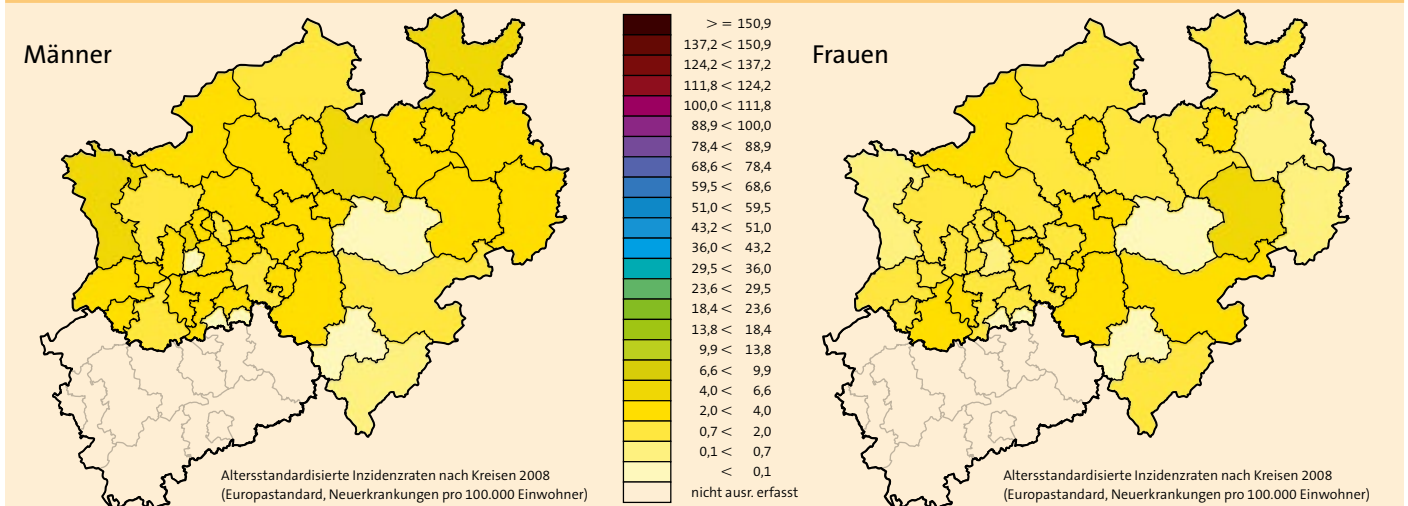 Männer
> = 150,9
137,2 < 150,9
124,2 < 137,2
111,8 < 124,2
100,0 < 111,8
88,9 < 100,0
78,4 < 88,9
68,6 < 78,4
59,5 < 68,6
51,0 < 59,5
43,2 < 51,0
36,0 < 43,2
29,5 < 36,0
23,6 < 29,5
18,4 < 23,6
13,8 < 18,4
9,9 < 13,8
6,6 < 9,9
4,0 < 6,6
2,0 < 4,0
0,7 < 2,0
0,1 < 0,7
< 0,1
nicht ausr. erfasst
Altersstandardisierte Inzidenzraten nach Kreisen 2008
(Europastandard, Neuerkrankungen pro 100.000 Einwohner)
Frauen
Altersstandardisierte Inzidenzraten nach Kreisen 2008
(Europastandard, Neuerkrankungen pro 100.000 Einwohner)